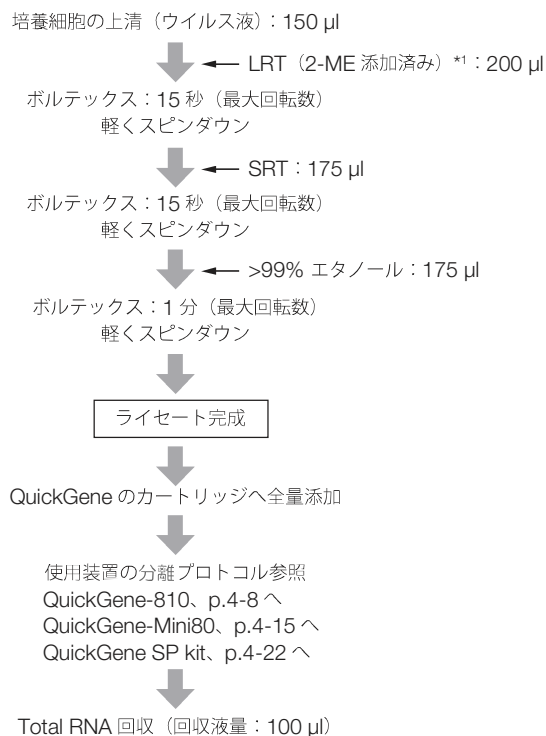 培養細胞の上清（ウイルス液）：150 µl
LRT（2-ME 添加済み）*1：200 µl
ボルテックス：15 秒（最大回転数）
軽くスピンダウン
SRT：175 µl
ボルテックス：15 秒（最大回転数）
軽くスピンダウン
>99% エタノール：175 µl
ボルテックス：1 分（最大回転数）
軽くスピンダウン
ライセート完成
QuickGene のカートリッジへ全量添加
使用装置の分離プロトコル参照
QuickGene-810、p.4-8 へ
QuickGene-Mini80、p.4-15 へ
QuickGene SP kit、p.4-22 へ
Total RNA 回収（回収液量：100 µl）